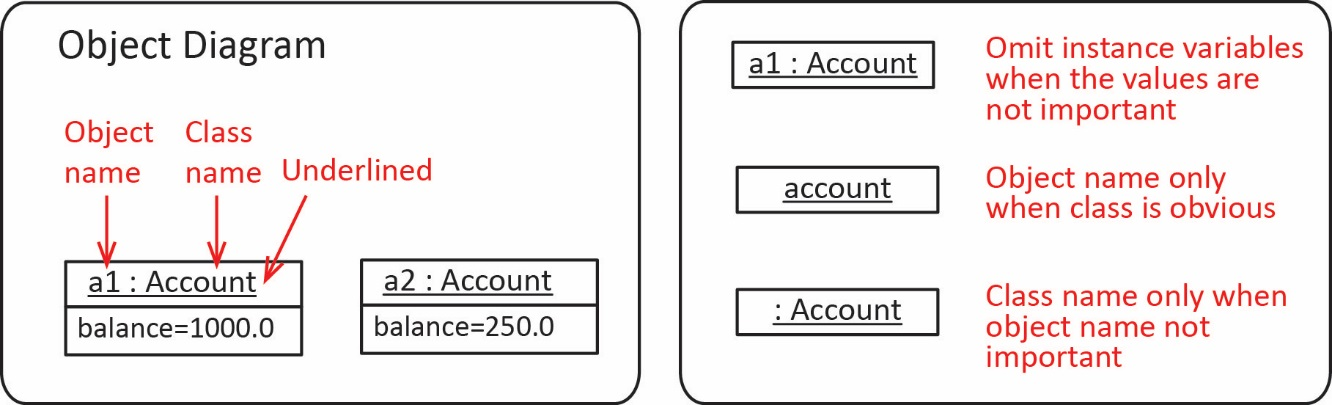 Object Diagram
Object
name
Class
name
Underlined
a1 : Account
balance=1000.0
a2 : Account
balance=250.0
a1 : Account
Omit instance variables
when the values are
not important
account
Object name only
when class is obvious
: Account
Class name only when
object name not
important